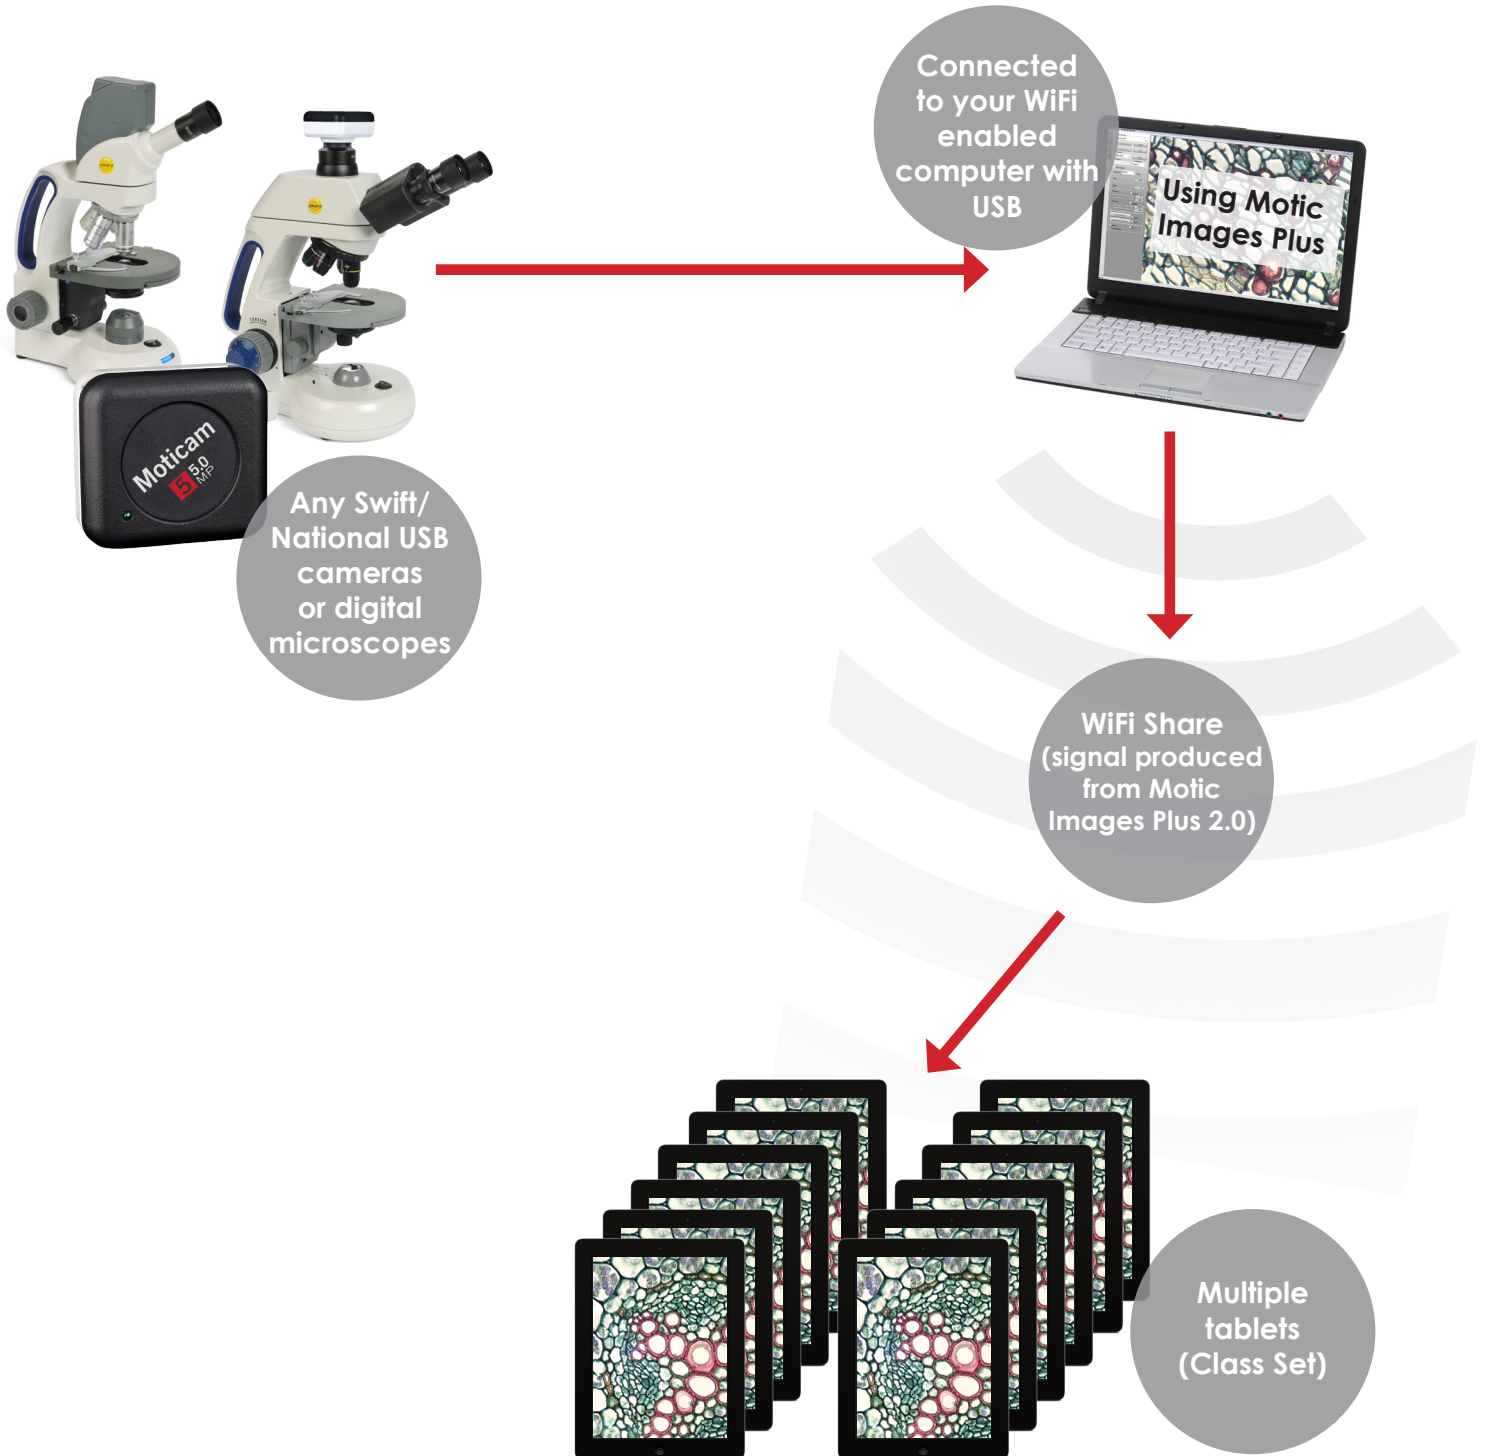 Connected
to your WiFi
enabled
computer with
USB
Using Motic
Images Plus
Moticam
5 5.0
MP
Any Swift/
National USB
cameras
or digital
microscopes
WiFi Share
(signal produced
from Motic
Images Plus 2.0)
Multiple
tablets
(Class Set)